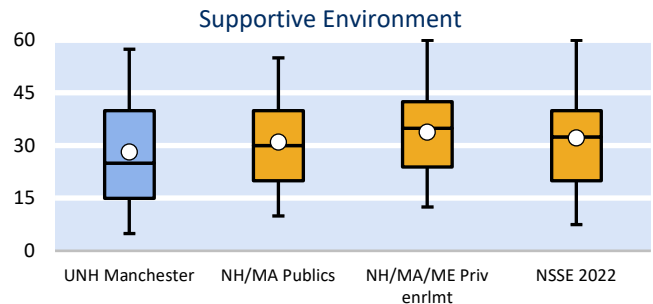 Supportive Environment
60
45
30
15
0
UNH Manchester
NH/MA Publics
NH/MA/ME Priv
enrlmt
NSSE 2022